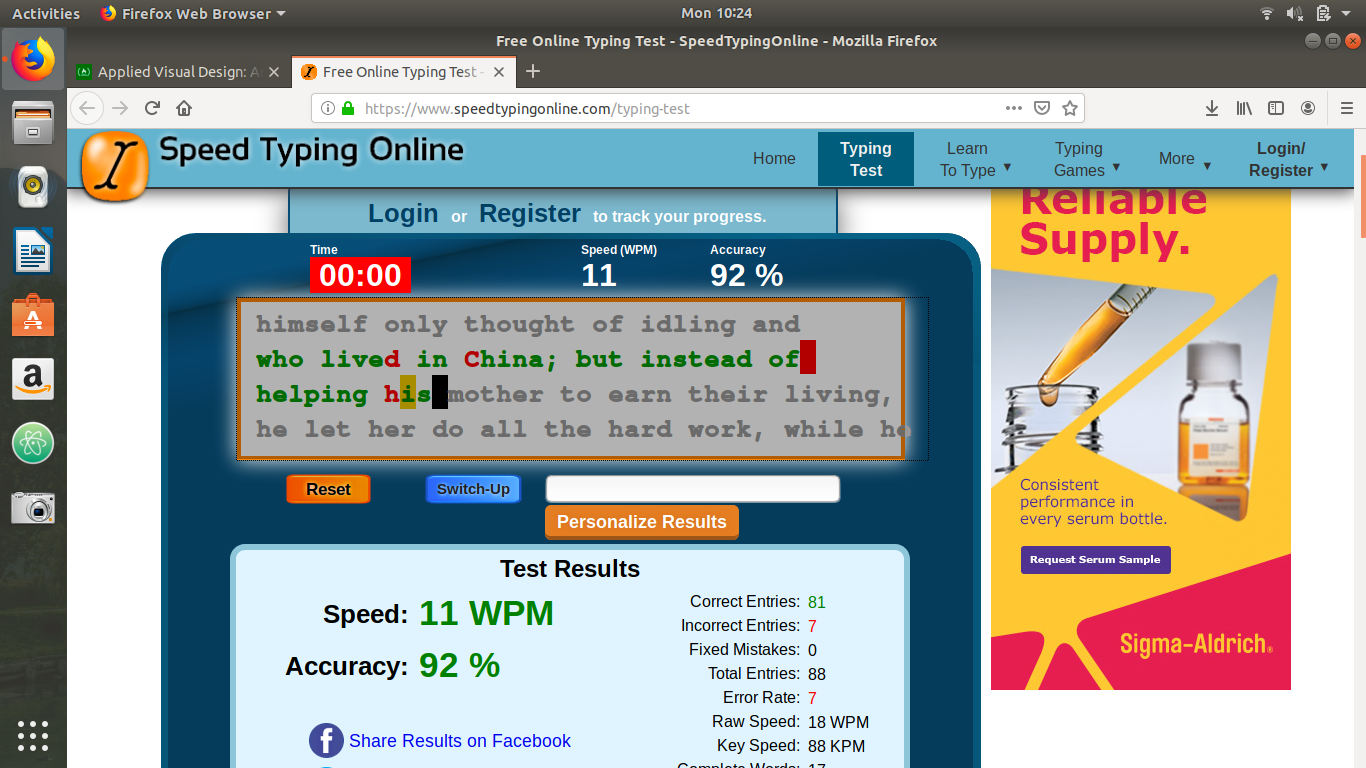 Activities Firefox Web Browser Mon 10:24
Free Online Typing Test - SpeedTypingOnline - Mozilla Firefox
Applied Visual Design: A Free Online Typing Test -
https://www.speedtypingonline.com/typing-test
Speed Typing Online
Home
Typing Test
Learn To Type
Typing Games
More
Login/ Register
Login or Register to track your progress.
Time Speed (WPM) Accuracy
00:00 11 92 %
himself only thought of idling and
who lived in China; but instead of
helping his mother to earn their living,
he let her do all the hard work, while he
Reset Switch-Up
Personalize Results
Test Results
Speed: 11 WPM
Accuracy: 92 %
Share Results on Facebook
Correct Entries: 81
Incorrect Entries: 7
Fixed Mistakes: 0
Total Entries: 88
Error Rate: 7
Raw Speed: 18 WPM
Key Speed: 88 KPM
Complete Words: 17
Reliable
Supply.
Consistent
performance in
every serum bottle.
Request Serum Sample
Sigma-Aldrich®